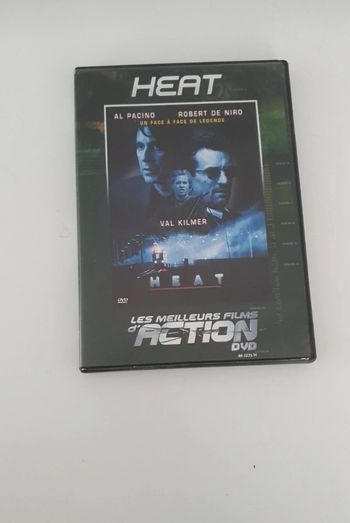 HEAT
AL PACINO ROBERT DE NIRO
UN FACE À FACE DE LÉGENDE
VAL KILMER
HEAT
DVD
LES MEILLEURS FILMS
d'ACTION
DVD